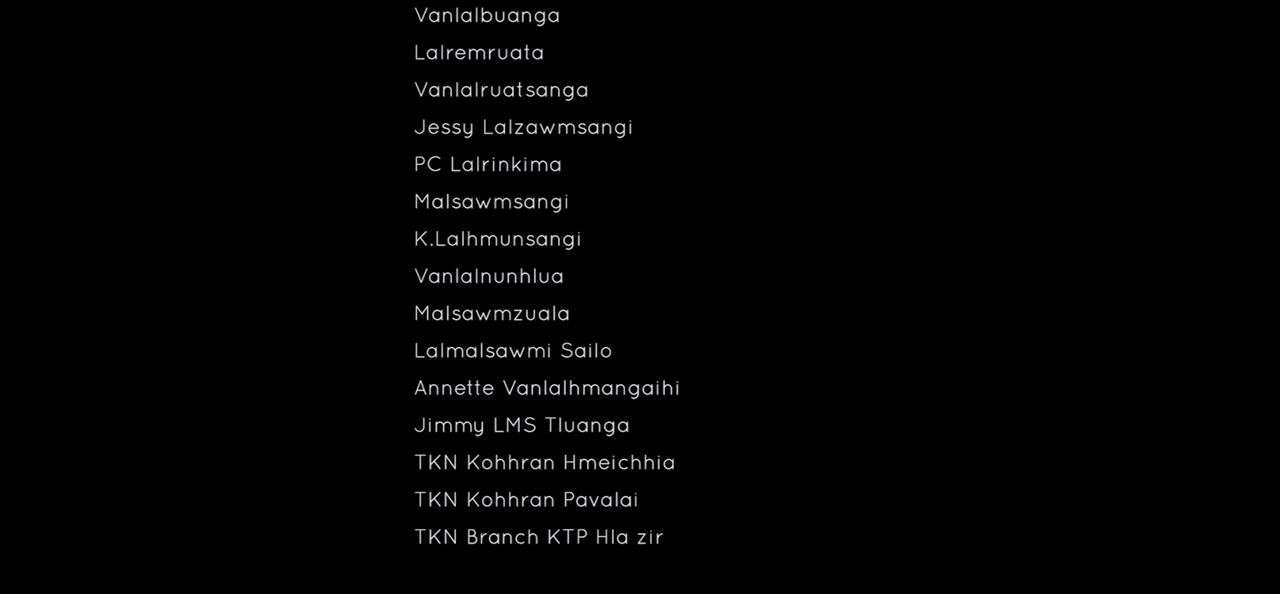 Vanlalbuanga
Lalremruata
Vanlalruatsanga
Jessy Lalzawmsangi
PC Lalrinkima
Malsawmsangi
K.Lalhmunsangi
Vanlalnunhlua
Malsawmzuala
Lalmalsawmi Sailo
Annette Vanlalhmangaihi
Jimmy LMS Tluanga
TKN Kohhran Hmeichhia
TKN Kohhran Pavalai
TKN Branch KTP Hla zir